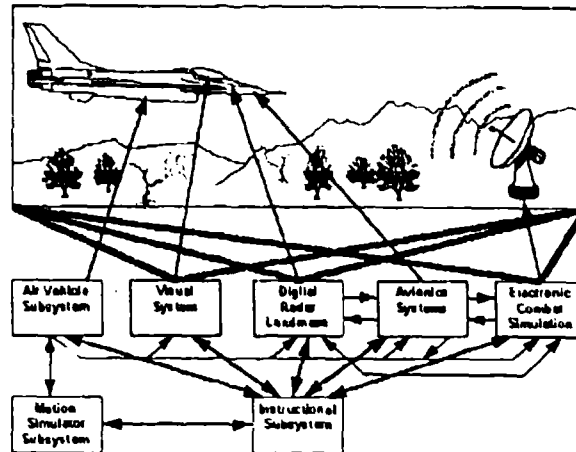 Air Vehicle
Subsystem
Visual
System
Digital
Radar
Landmass
Avionics
Systems
Electronic
Combat
Simulation
Motion
Simulator
Subsystem
Instructional
Subsystem